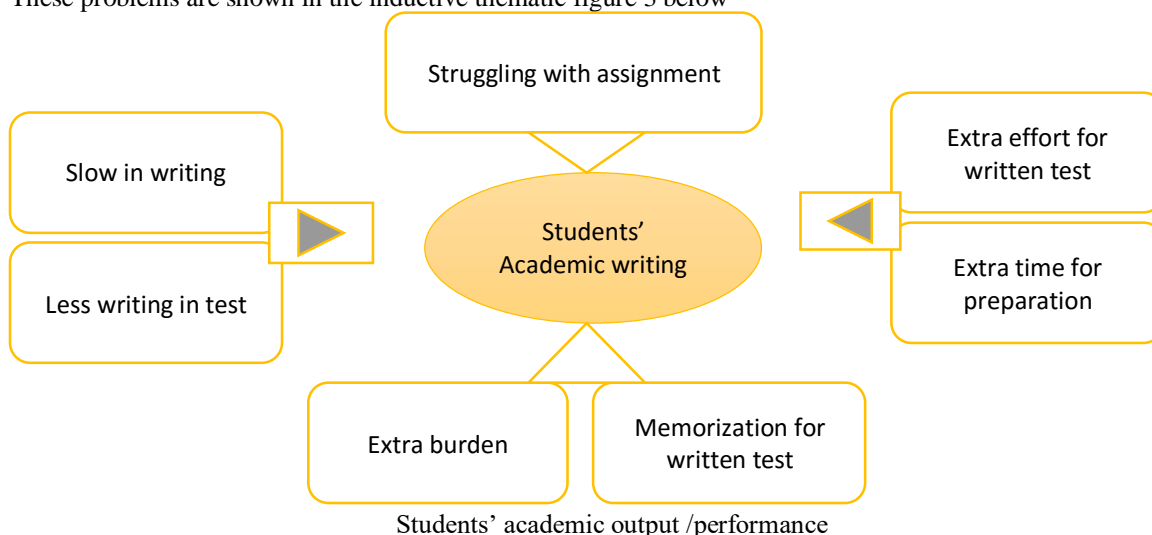 These problems are shown in the inductive thematic figure 3 below
Struggling with assignment
Slow in writing
Less writing in test
Extra effort for
written test
Extra time for
preparation
Students’
Academic writing
Extra burden
Memorization for
written test
Students’ academic output /performance